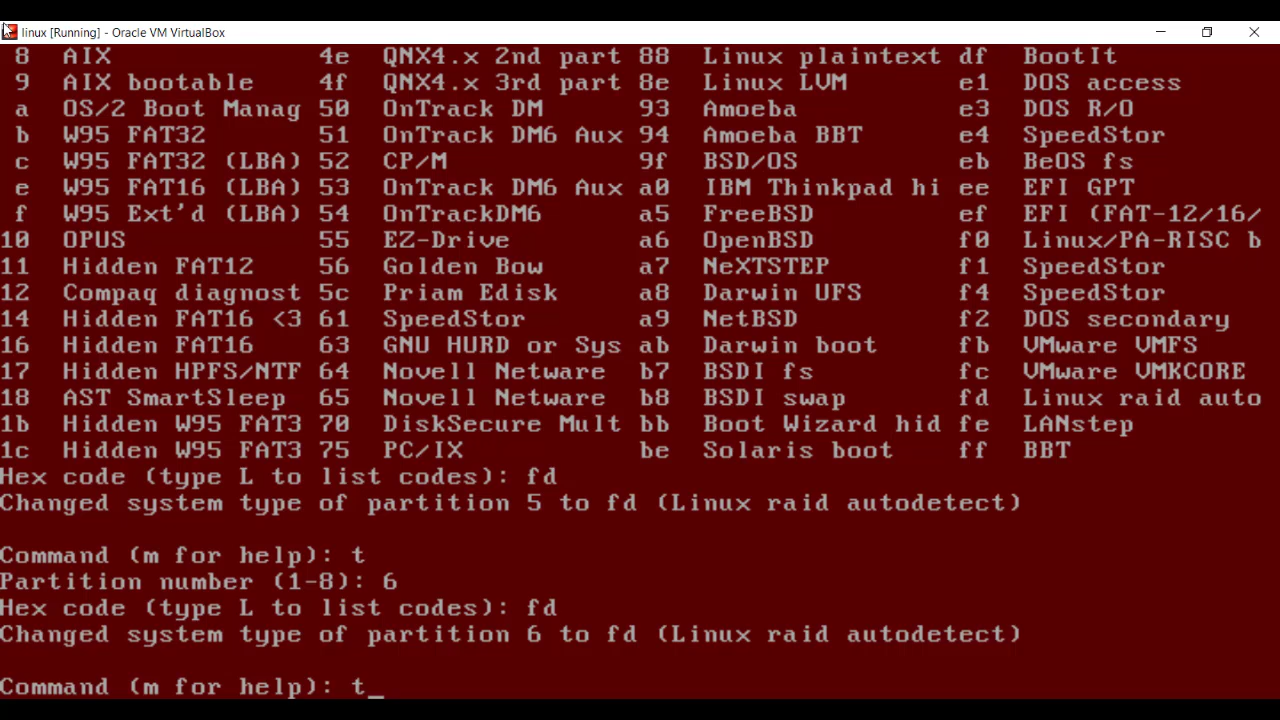 linux [Running] - Oracle VM VirtualBox
8 AIX 4e QNX4.x 2nd part 88 Linux plaintext df BootIt
9 AIX bootable 4f QNX4.x 3rd part 8e Linux LVM e1 DOS access
a OS/2 Boot Manag 50 OnTrack DM 93 Amoeba e3 DOS R/O
b W95 FAT32 51 OnTrack DM6 Aux 94 Amoeba BBT e4 SpeedStor
c W95 FAT32 (LBA) 52 CP/M 9f BSD/OS eb BeOS fs
e W95 FAT16 (LBA) 53 OnTrack DM6 Aux a0 IBM Thinkpad hi ee EFI GPT
f W95 Ext'd (LBA) 54 OnTrackDM6 a5 FreeBSD ef EFI (FAT-12/16/
10 OPUS 55 EZ-Drive a6 OpenBSD f0 Linux/PA-RISC b
11 Hidden FAT12 56 Golden Bow a7 NeXTSTEP f1 SpeedStor
12 Compaq diagnost 5c Priam Edisk a8 Darwin UFS f4 SpeedStor
14 Hidden FAT16 <3 61 SpeedStor a9 NetBSD f2 DOS secondary
16 Hidden FAT16 63 GNU HURD or Sys ab Darwin boot fb VMware VMFS
17 Hidden HPFS/NTF 64 Novell Netware b7 BSDI fs fc VMware VMKCORE
18 AST SmartSleep 65 Novell Netware b8 BSDI swap fd Linux raid auto
1b Hidden W95 FAT3 70 DiskSecure Mult bb Boot Wizard hid fe LANstep
1c Hidden W95 FAT3 75 PC/IX be Solaris boot ff BBT
Hex code (type L to list codes): fd
Changed system type of partition 5 to fd (Linux raid autodetect)
Command (m for help): t
Partition number (1-8): 6
Hex code (type L to list codes): fd
Changed system type of partition 6 to fd (Linux raid autodetect)
Command (m for help): t_